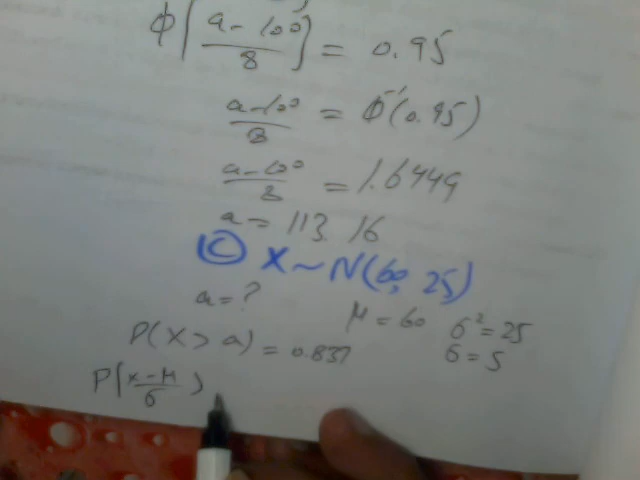 ϕ((a-100)/8) = 0.95
(a-100)/8 = ϕ⁻¹(0.95)
(a-100)/8 = 1.6449
a = 113.16
(C) X ~ N(60, 25)
a = ? μ = 60 σ² = 25
P(X > a) = 0.837 σ = 5
P((x-μ)/σ >